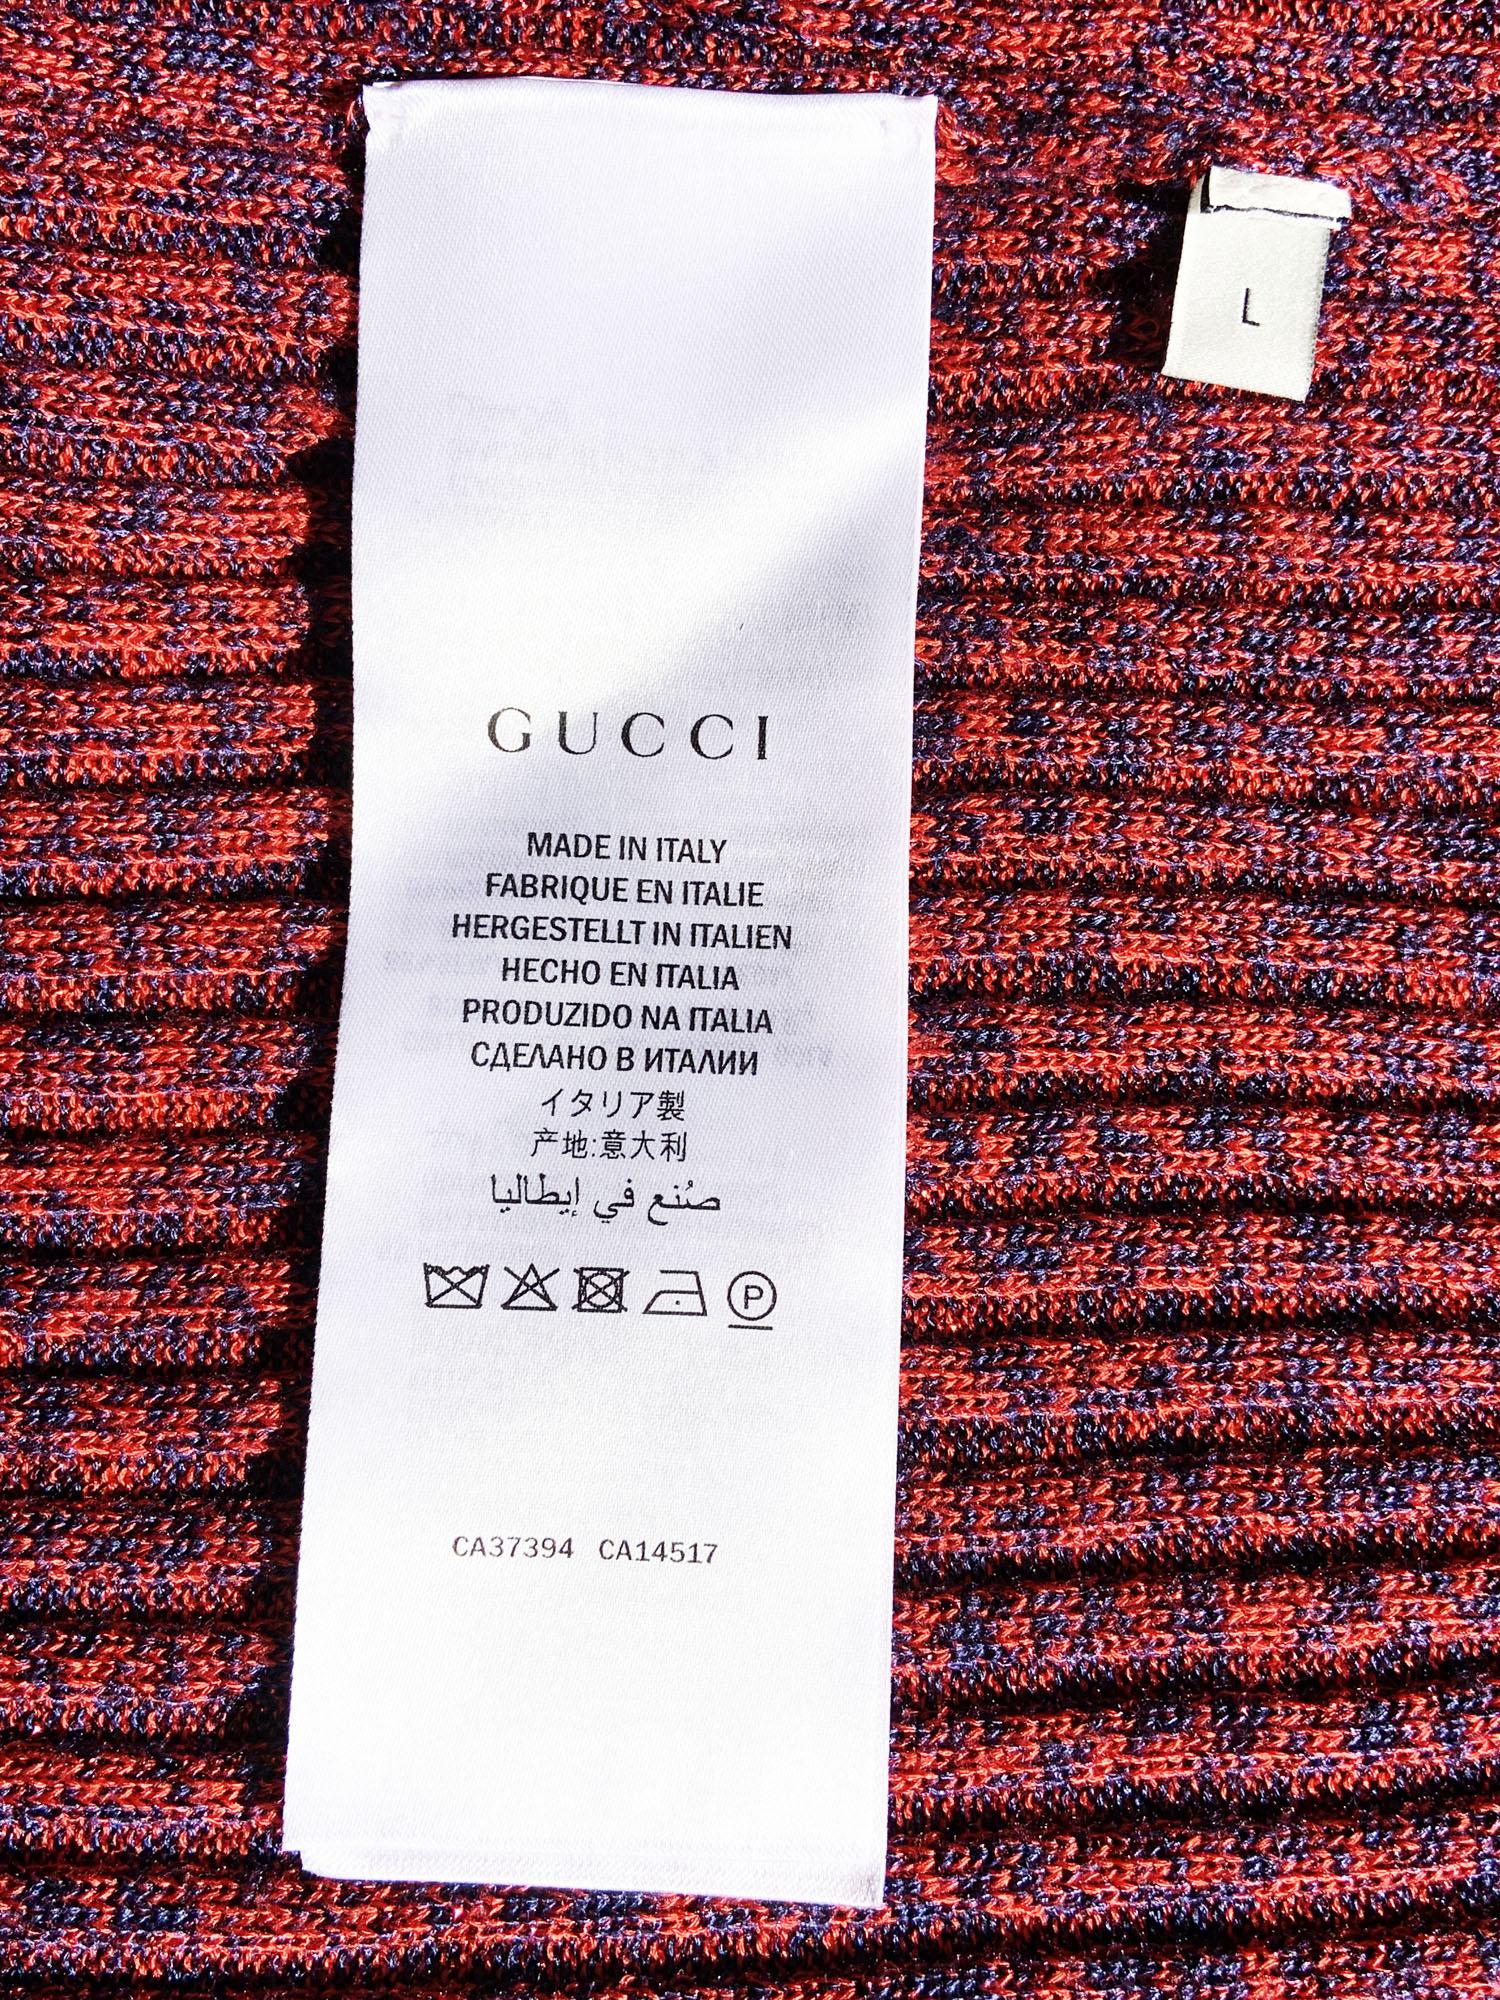 L
GUCCI
MADE IN ITALY
FABRIQUE EN ITALIE
HERGESTELLT IN ITALIEN
HECHO EN ITALIA
PRODUZIDO NA ITALIA
СДЕЛАНО В ИТАЛИИ
イタリア製
产地:意大利
صُنع في إيطاليا
P
CA37394 CA14517